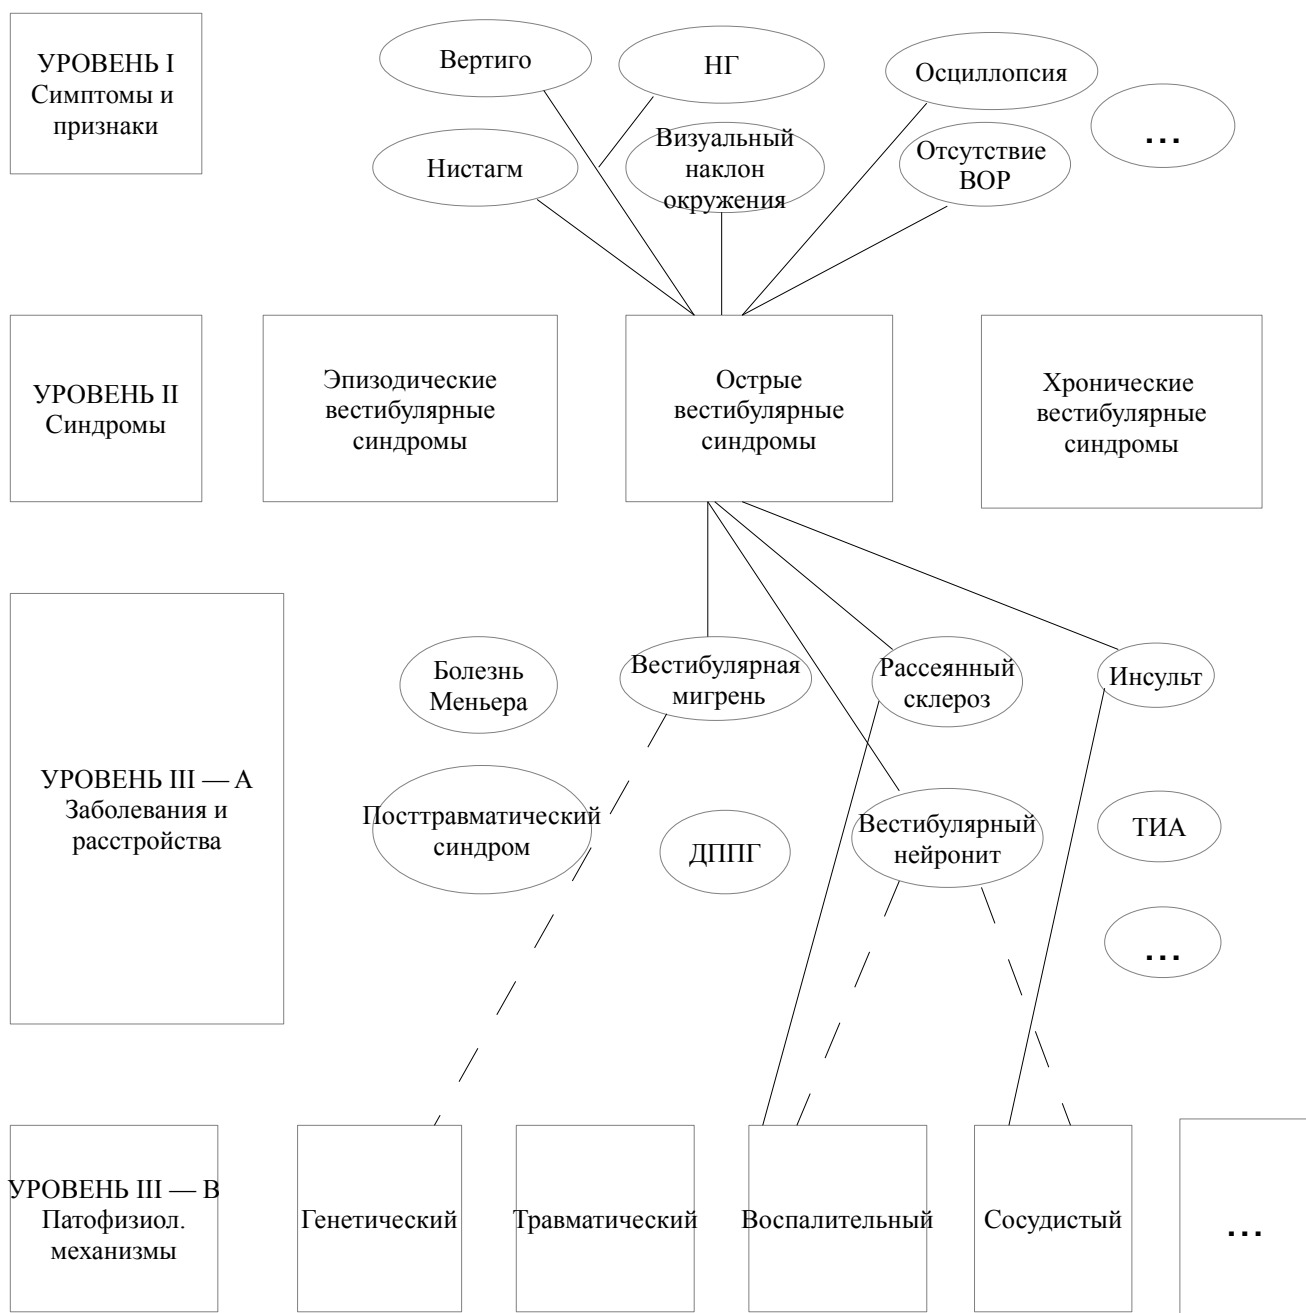 УРОВЕНЬ I
Симптомы и
признаки
Вертиго
НГ
Осциллопсия
...
Нистагм
Визуальный
наклон
окружения
Отсутствие
ВОР
УРОВЕНЬ II
Синдромы
Эпизодические
вестибулярные
синдромы
Острые
вестибулярные
синдромы
Хронические
вестибулярные
синдромы
УРОВЕНЬ III — А
Заболевания и
расстройства
Болезнь
Меньера
Вестибулярная
мигрень
Рассеянный
склероз
Инсульт
Посттравматический
синдром
ДППГ
Вестибулярный
нейронит
ТИА
...
УРОВЕНЬ III — В
Патофизиол.
механизмы
Генетический
Травматический
Воспалительный
Сосудистый
...